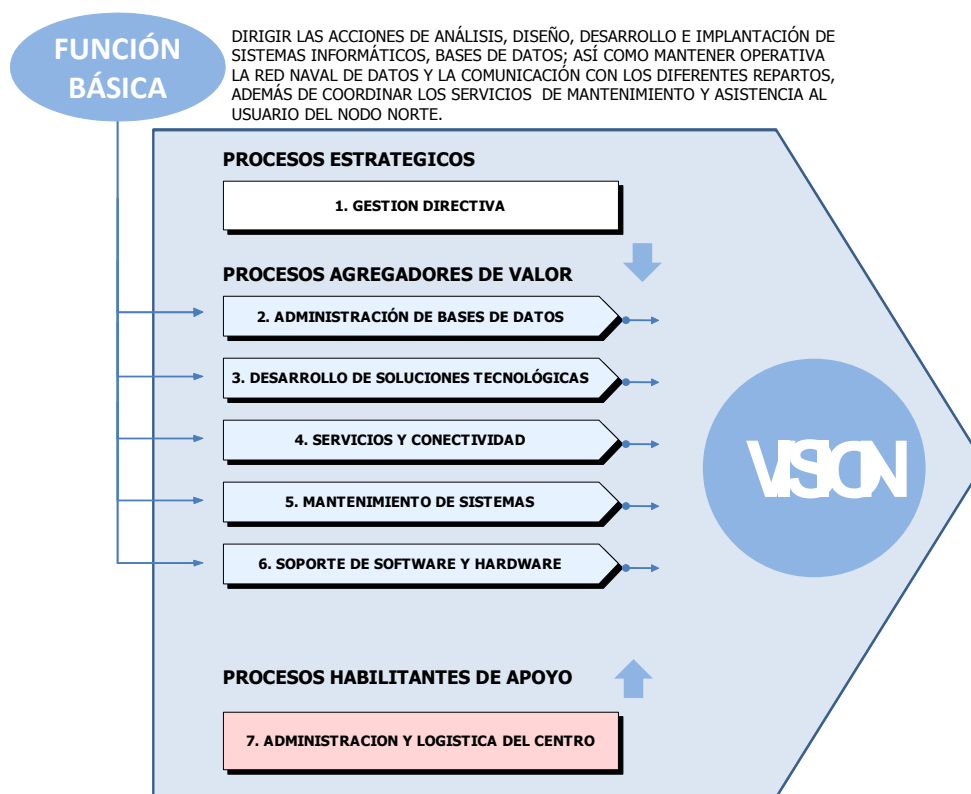 FUNCIÓN
BÁSICA
DIRIGIR LAS ACCIONES DE ANÁLISIS, DISEÑO, DESARROLLO E IMPLANTACIÓN DE
SISTEMAS INFORMÁTICOS, BASES DE DATOS; ASÍ COMO MANTENER OPERATIVA
LA RED NAVAL DE DATOS Y LA COMUNICACIÓN CON LOS DIFERENTES REPARTOS,
ADEMÁS DE COORDINAR LOS SERVICIOS DE MANTENIMIENTO Y ASISTENCIA AL
USUARIO DEL NODO NORTE.
PROCESOS ESTRATEGICOS
1. GESTION DIRECTIVA
PROCESOS AGREGADORES DE VALOR
2. ADMINISTRACIÓN DE BASES DE DATOS
3. DESARROLLO DE SOLUCIONES TECNOLÓGICAS
4. SERVICIOS Y CONECTIVIDAD
5. MANTENIMIENTO DE SISTEMAS
6. SOPORTE DE SOFTWARE Y HARDWARE
VISION
PROCESOS HABILITANTES DE APOYO
7. ADMINISTRACION Y LOGISTICA DEL CENTRO